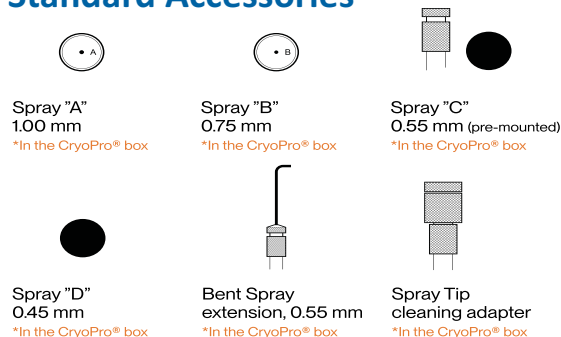 Standard Accessories
A
B
Spray "A"
1.00 mm
*In the CryoPro® box
Spray "B"
0.75 mm
*In the CryoPro® box
Spray "C"
0.55 mm (pre-mounted)
*In the CryoPro® box
Spray "D"
0.45 mm
*In the CryoPro® box
Bent Spray
extension, 0.55 mm
*In the CryoPro® box
Spray Tip
cleaning adapter
*In the CryoPro® box